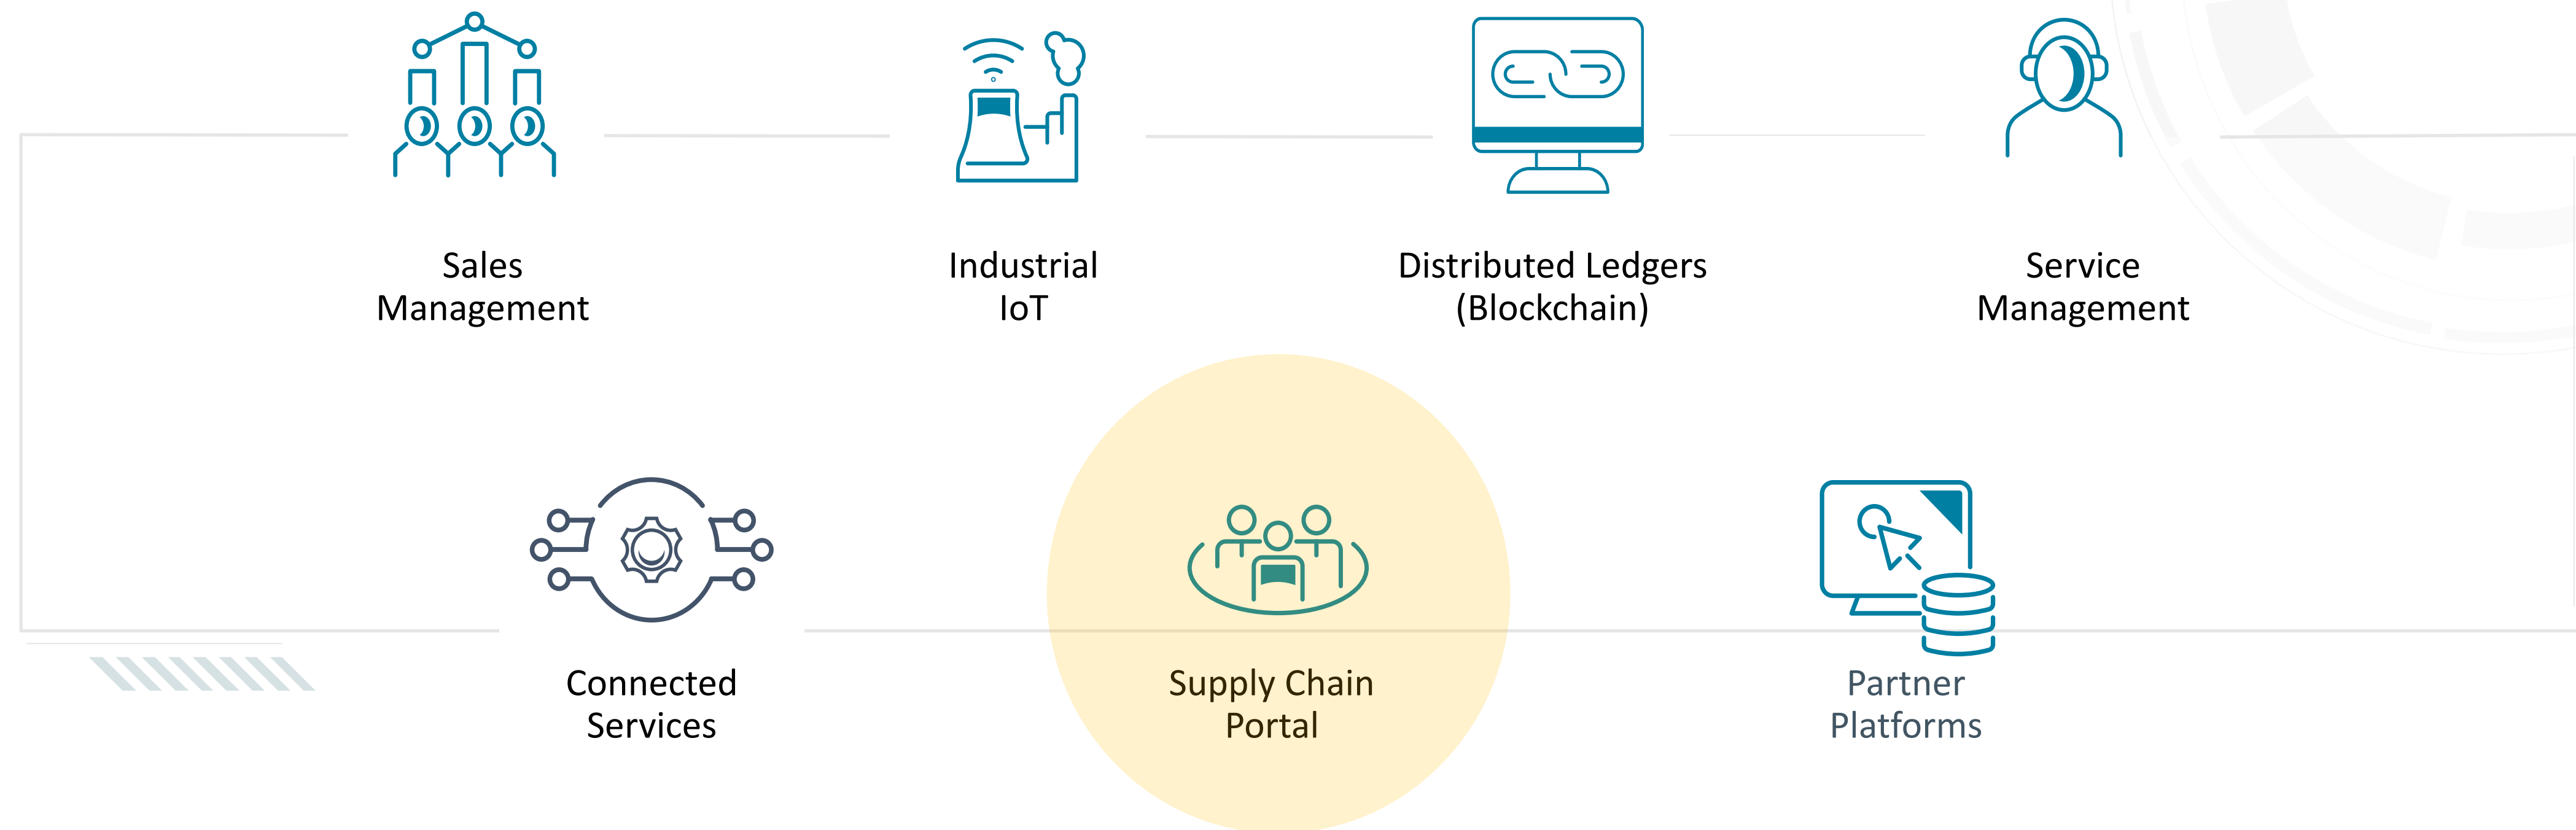 Sales
Management
Industrial
IoT
Distributed Ledgers
(Blockchain)
Service
Management
Connected
Services
Supply Chain
Portal
Partner
Platforms